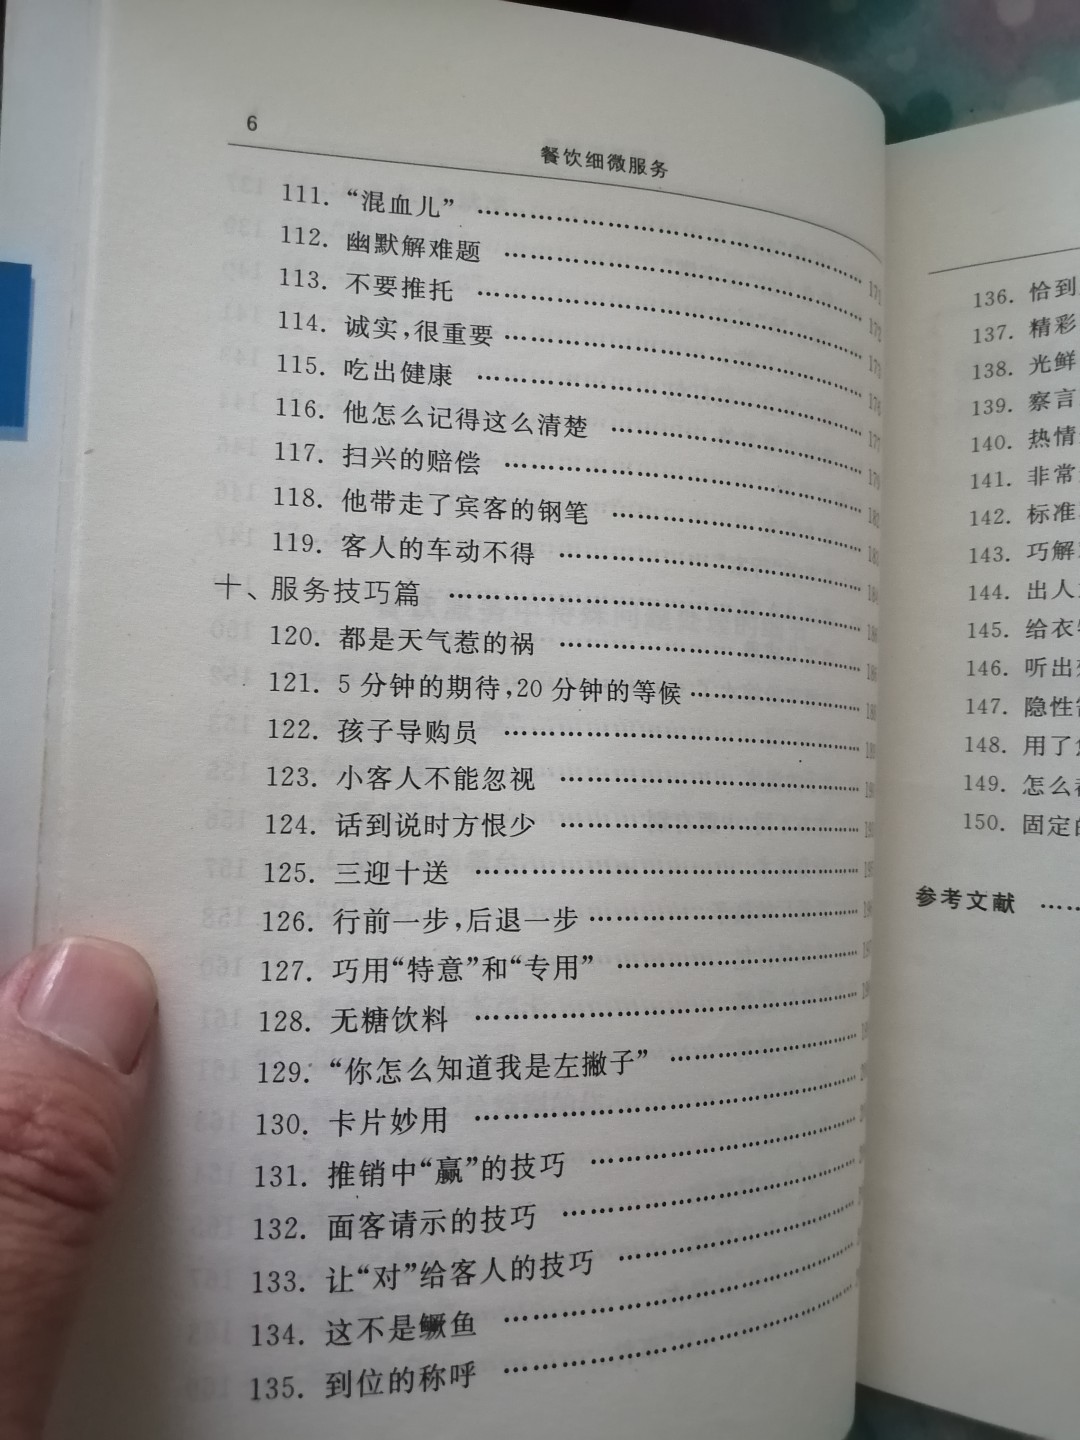 6
餐饮细微服务
111. “混血儿” …… 171
112. 幽默解难题 …… 172
113. 不要推托 …… 175
114. 诚实,很重要 …… 176
115. 吃出健康 …… 177
116. 他怎么记得这么清楚 …… 179
117. 扫兴的赔偿 …… 182
118. 他带走了宾客的钢笔 …… 183
119. 客人的车动不得 ……
十、服务技巧篇 ……
120. 都是天气惹的祸 ……
121. 5 分钟的期待,20 分钟的等候 ……
122. 孩子导购员 ……
123. 小客人不能忽视 ……
124. 话到说时方恨少 ……
125. 三迎十送 ……
126. 行前一步,后退一步 ……
127. 巧用“特意”和“专用” ……
128. 无糖饮料 ……
129. “你怎么知道我是左撇子” ……
130. 卡片妙用 ……
131. 推销中“赢”的技巧 ……
132. 面客请示的技巧 ……
133. 让“对”给客人的技巧 ……
134. 这不是鳜鱼 ……
135. 到位的称呼 ……
136. 恰到
137. 精彩
138. 光鲜
139. 察言
140. 热情
141. 非常
142. 标准
143. 巧解
144. 出人
145. 给衣
146. 听出
147. 隐性
148. 用了
149. 怎么
150. 固定的
参考文献 ……